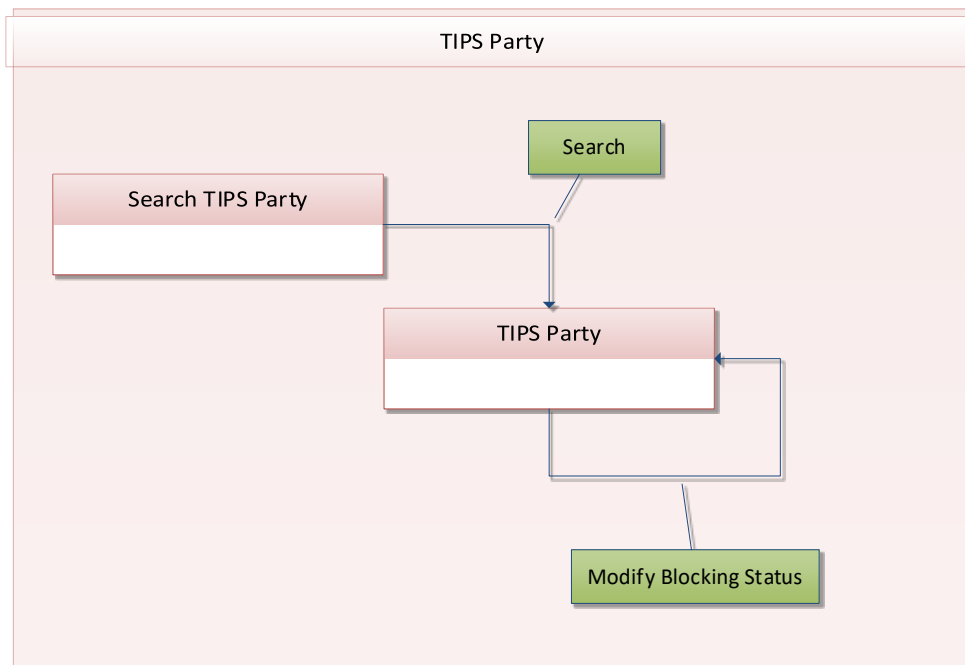 TIPS Party
Search
Search TIPS Party
TIPS Party
Modify Blocking Status